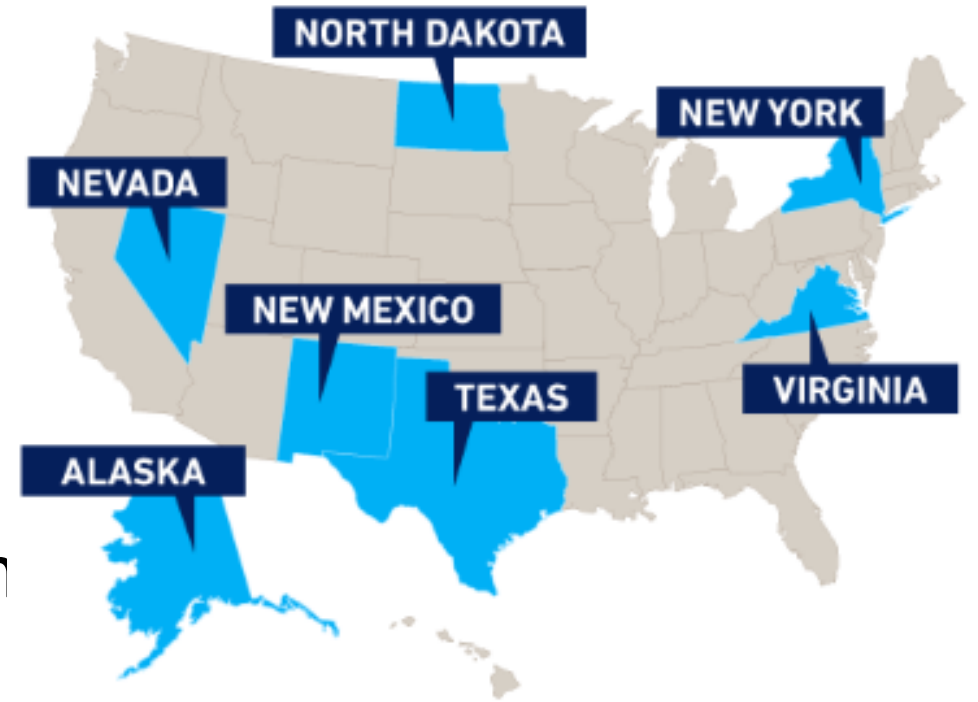 NORTH DAKOTA
NEW YORK
NEVADA
NEW MEXICO
TEXAS
VIRGINIA
ALASKA